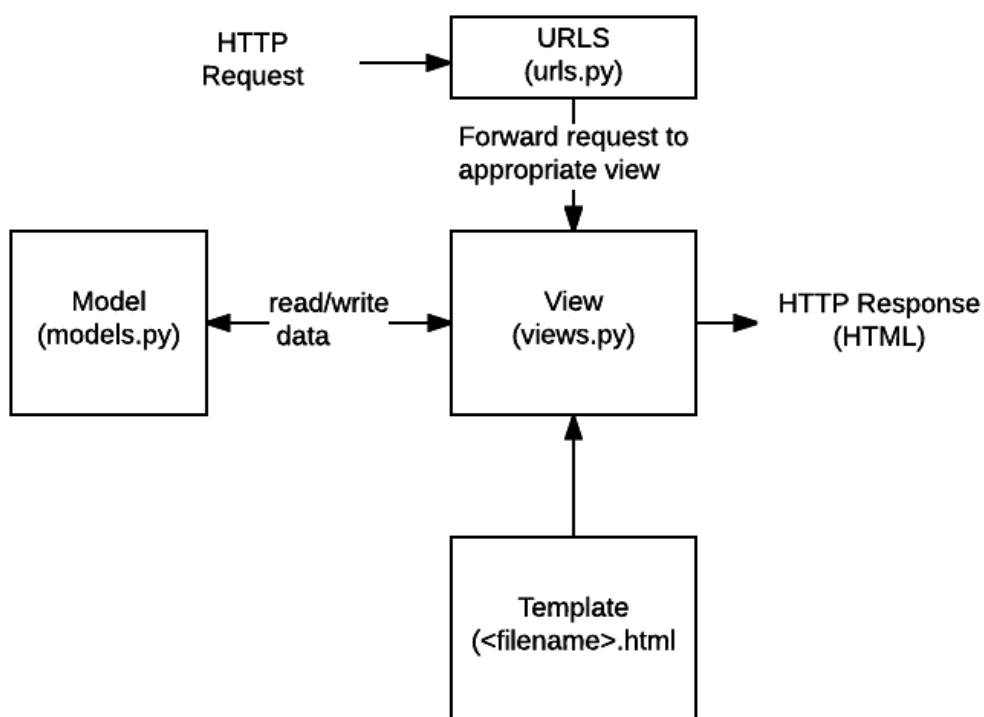 HTTP
Request
URLS
(urls.py)
Forward request to
appropriate view
Model
(models.py)
read/write
data
View
(views.py)
HTTP Response
(HTML)
Template
(<filename>.html